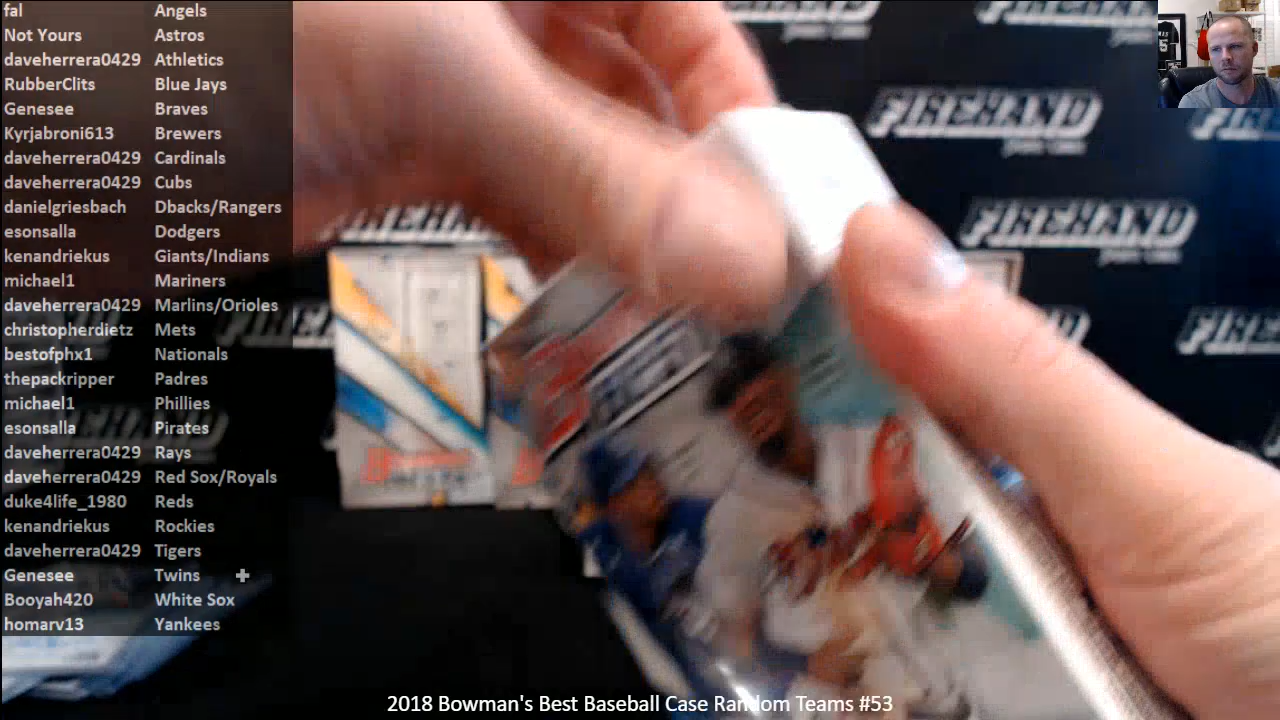 fal Angels
Not Yours Astros
daveherrera0429 Athletics
RubberClits Blue Jays
Genesee Braves
Kyrjabroni613 Brewers
daveherrera0429 Cardinals
daveherrera0429 Cubs
danielgriesbach Dbacks/Rangers
esonsalla Dodgers
kenandriekus Giants/Indians
michael1 Mariners
daveherrera0429 Marlins/Orioles
christopherdietz Mets
bestofphx1 Nationals
thepackripper Padres
michael1 Phillies
esonsalla Pirates
daveherrera0429 Rays
daveherrera0429 Red Sox/Royals
duke4life_1980 Reds
kenandriekus Rockies
daveherrera0429 Tigers
Genesee Twins
Booyah420 White Sox
homarv13 Yankees
FIREHAND
FIREHAND
FIREHAND
2018 Bowman's Best Baseball Case Random Teams #53